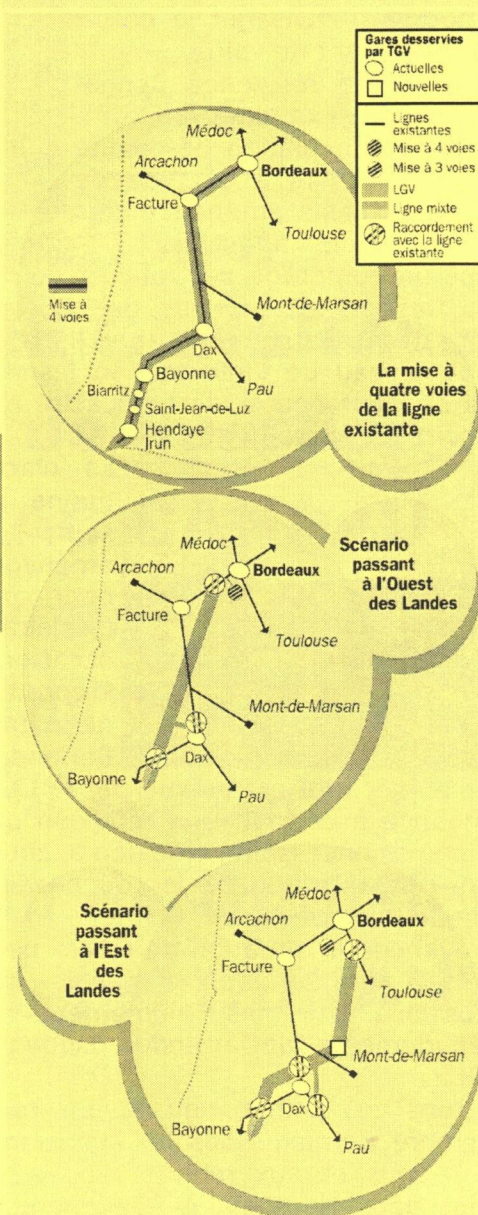 Gares desservies
par TGV
Actuelles
Nouvelles
Lignes
existantes
Mise à 4 voies
Mise à 3 voies
LGV
Ligne mixte
Raccordement
avec la ligne
existante
Médoc
Arcachon
Bordeaux
Facture
Toulouse
Mise à
4 voies
Mont-de-Marsan
Dax
Bayonne
Pau
Biarritz
Saint-Jean-de-Luz
Hendaye
Irun
La mise à
quatre voies
de la ligne
existante
Scénario
passant
à l'Ouest
des Landes
Médoc
Arcachon
Bordeaux
Facture
Toulouse
Mont-de-Marsan
Dax
Bayonne
Pau
Scénario
passant
à l'Est
des
Landes
Médoc
Arcachon
Bordeaux
Facture
Toulouse
Mont-de-Marsan
Dax
Bayonne
Pau